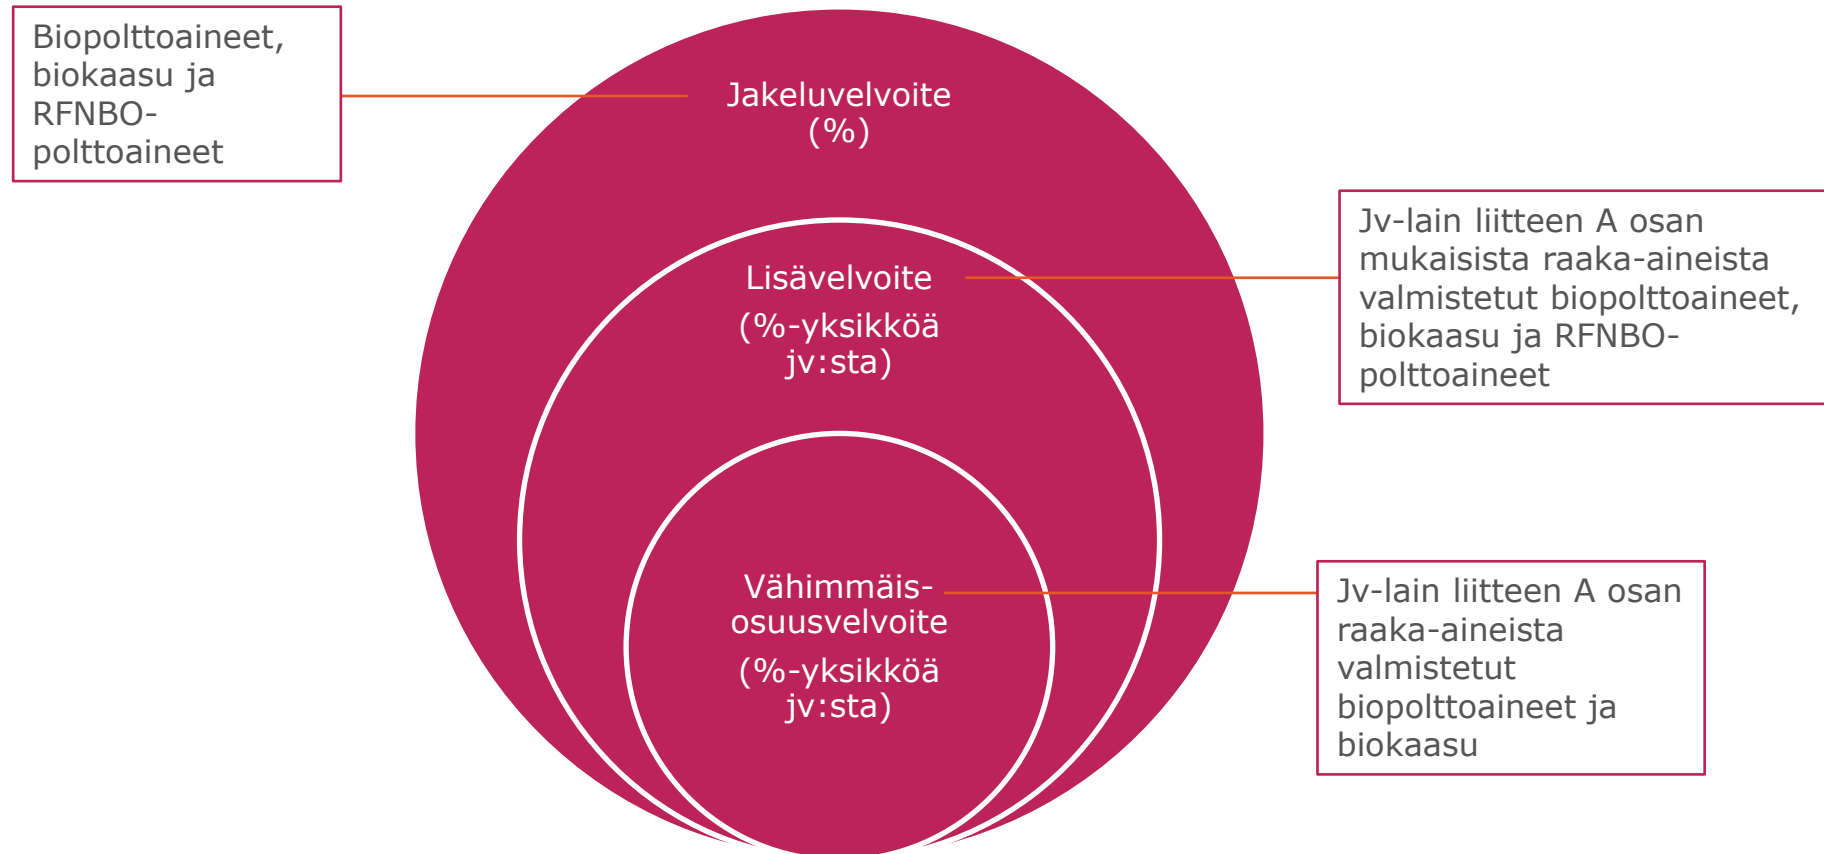 Biopolttoaineet,
biokaasu ja
RFNBO-
polttoaineet
Jakeluvelvoite
(%)
Lisävelvoite
(%-yksikköä
jv:sta)
Jv-lain liitteen A osan
mukaisista raaka-aineista
valmistetut biopolttoaineet,
biokaasu ja RFNBO-
polttoaineet
Vähimmäis-
osuusvelvoite
(%-yksikköä
jv:sta)
Jv-lain liitteen A osan
raaka-aineista
valmistetut
biopolttoaineet ja
biokaasu